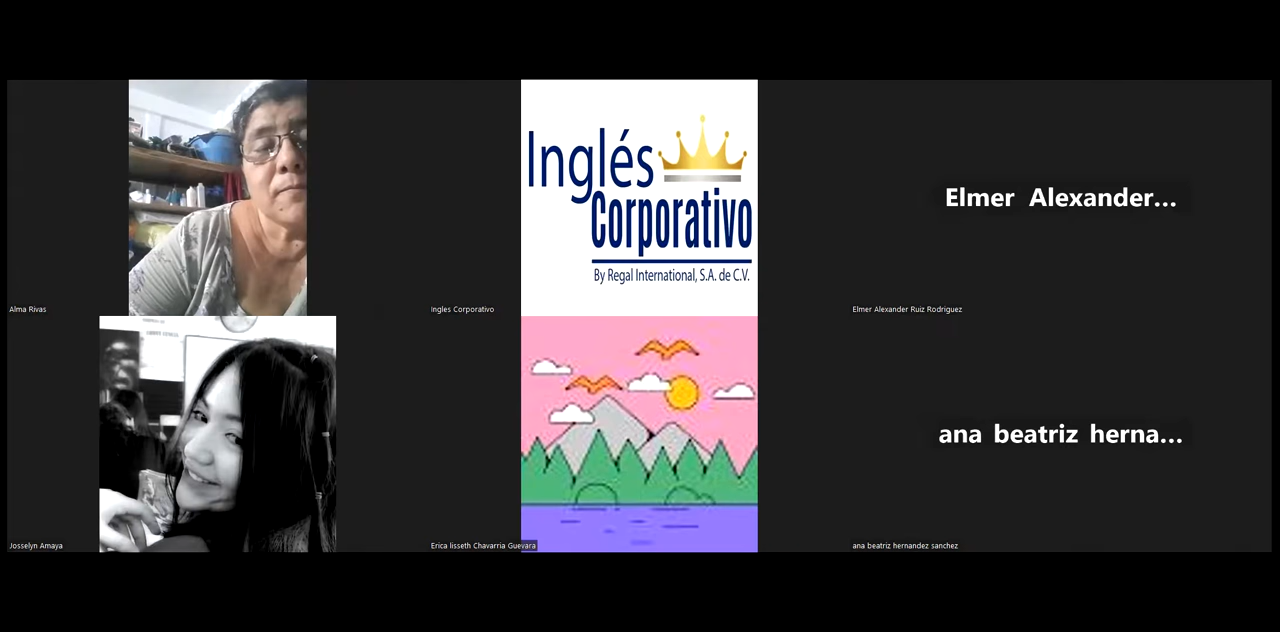 Inglés
Corporativo
By Regal International, S.A. de C.V.
Elmer Alexander...
Alma Rivas
Ingles Corporativo
Elmer Alexander Ruiz Rodriguez
ana beatriz herna...
Josselyn Amaya
Erica lisseth Chavarria Guevara
ana beatriz hernandez sanchez